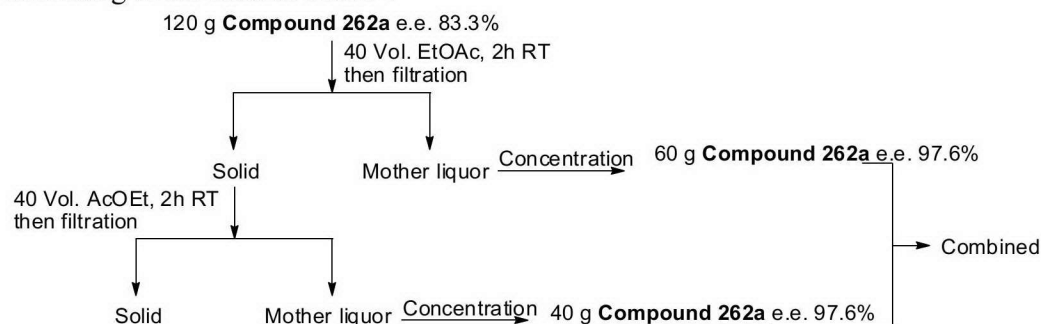 120 g Compound 262a e.e. 83.3%
40 Vol. EtOAc, 2h RT
then filtration
Solid
Mother liquor
Concentration
60 g Compound 262a e.e. 97.6%
40 Vol. AcOEt, 2h RT
then filtration
Combined
Solid
Mother liquor
Concentration
40 g Compound 262a e.e. 97.6%